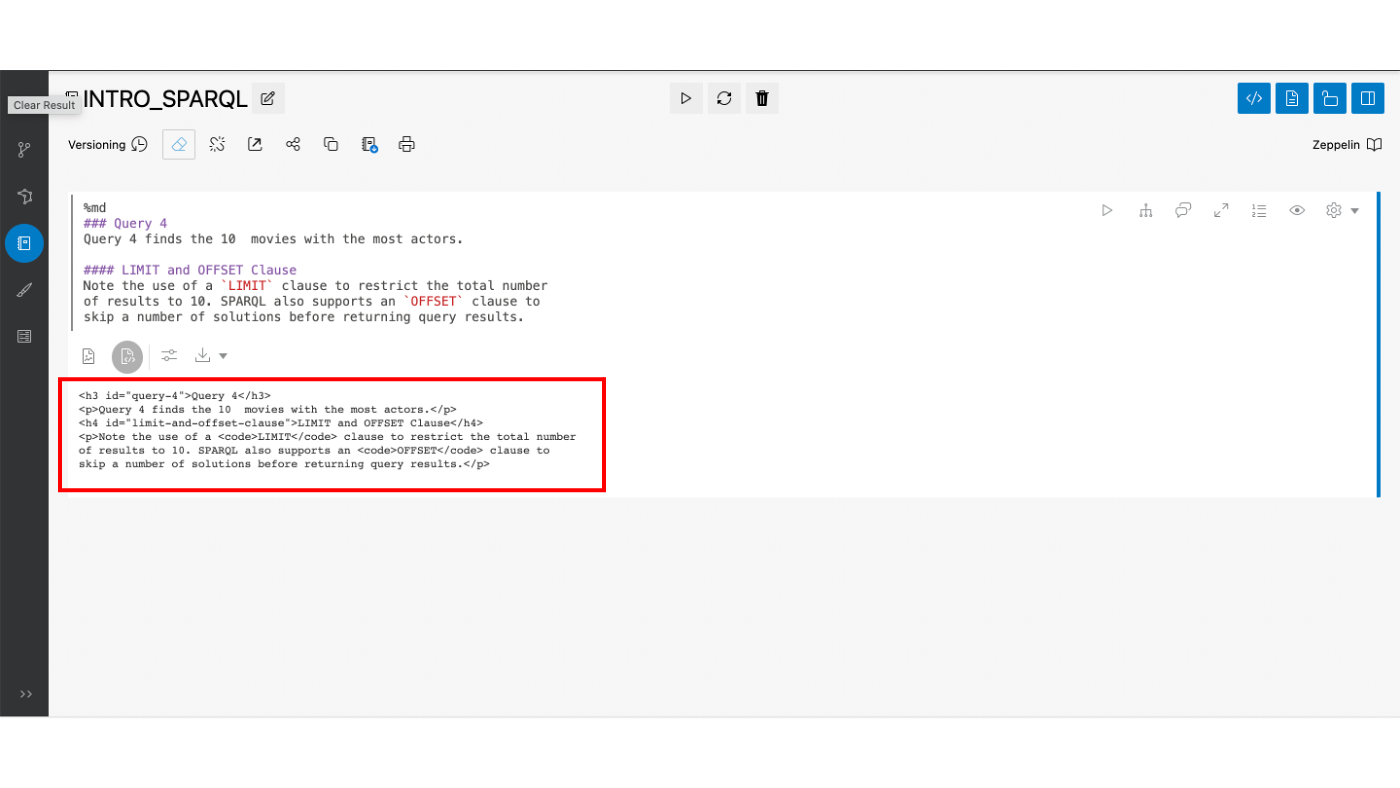 Clear Result
INTRO_SPARQL
Versioning
Zeppelin
%md
### Query 4
Query 4 finds the 10  movies with the most actors.
#### LIMIT and OFFSET Clause
Note the use of a `LIMIT` clause to restrict the total number
of results to 10. SPARQL also supports an `OFFSET` clause to
skip a number of solutions before returning query results.
<h3 id="query-4">Query 4</h3>
<p>Query 4 finds the 10  movies with the most actors.</p>
<h4 id="limit-and-offset-clause">LIMIT and OFFSET Clause</h4>
<p>Note the use of a <code>LIMIT</code> clause to restrict the total number
of results to 10. SPARQL also supports an <code>OFFSET</code> clause to
skip a number of solutions before returning query results.</p>